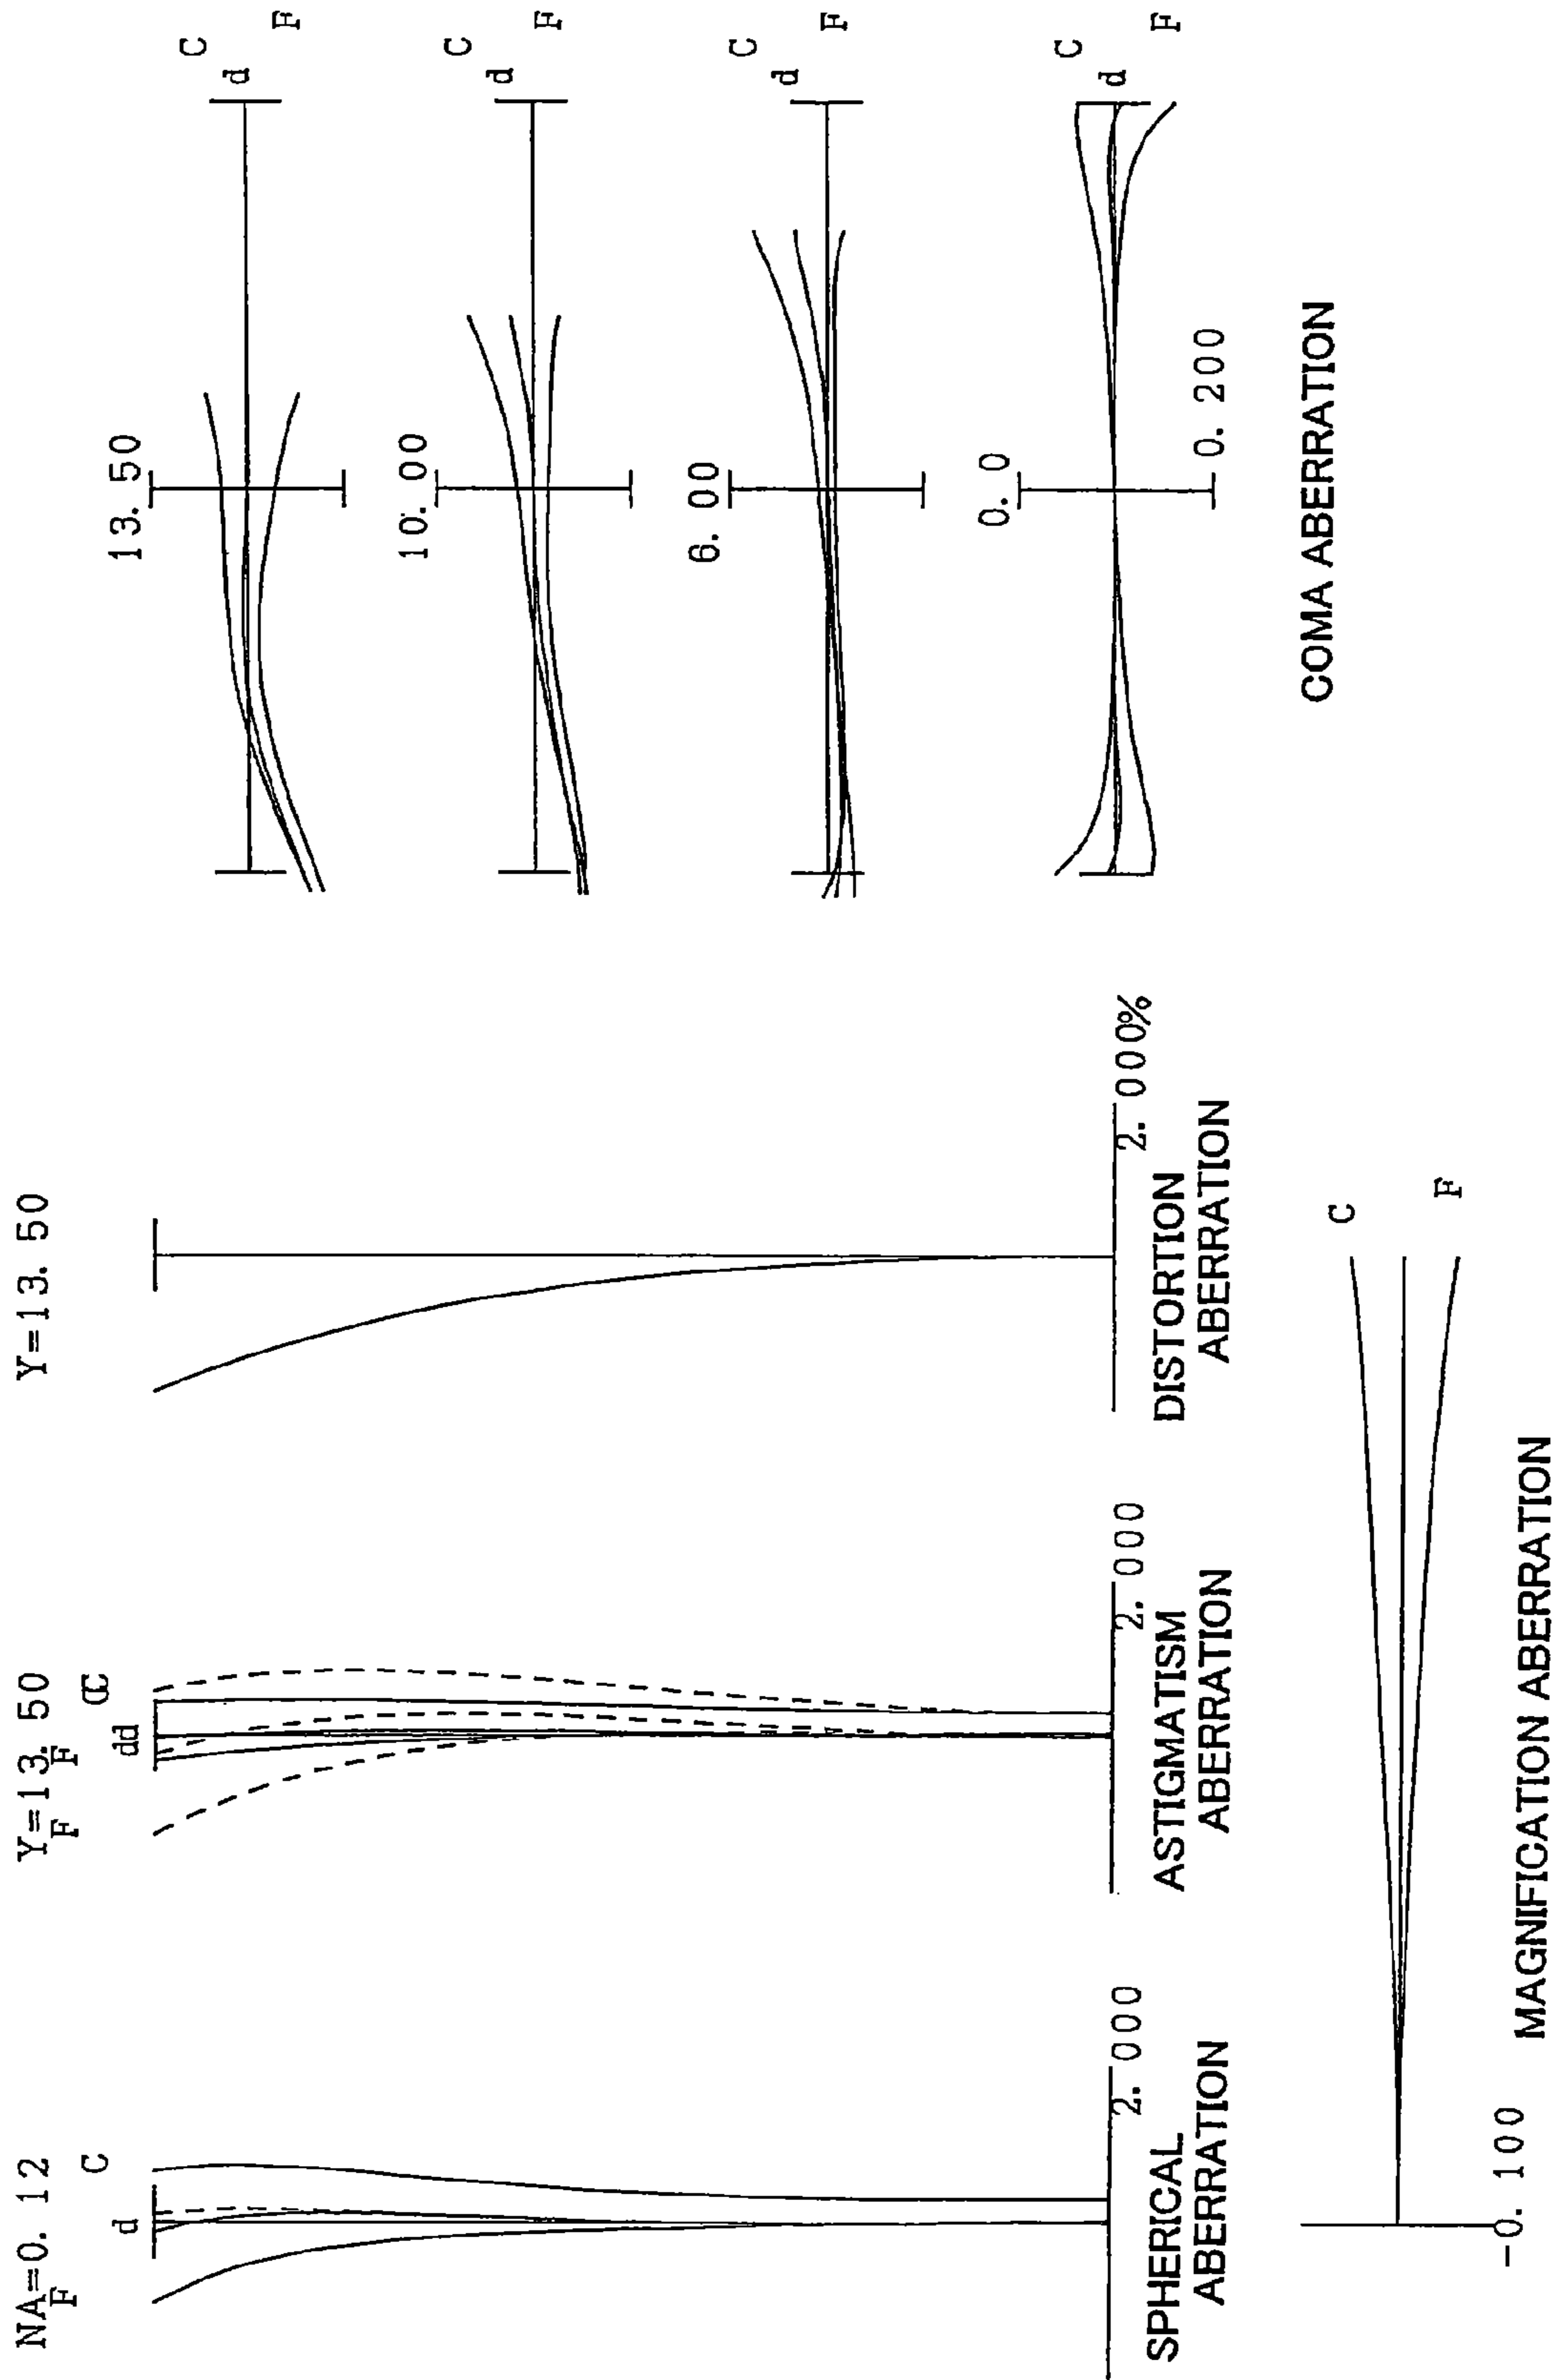 NA=0. 12
F
d
C
2. 000
SPHERICAL
ABERRATION
Y=13. 50
F
F
dd
CC
2. 000
ASTIGMATISM
ABERRATION
Y=13. 50
2. 000%
DISTORTION
ABERRATION
13. 50
C
d
F
10. 00
C
d
F
6. 00
C
d
F
0. 0
C
d
F
0. 200
COMA ABERRATION
C
F
-0. 100
MAGNIFICATION ABERRATION